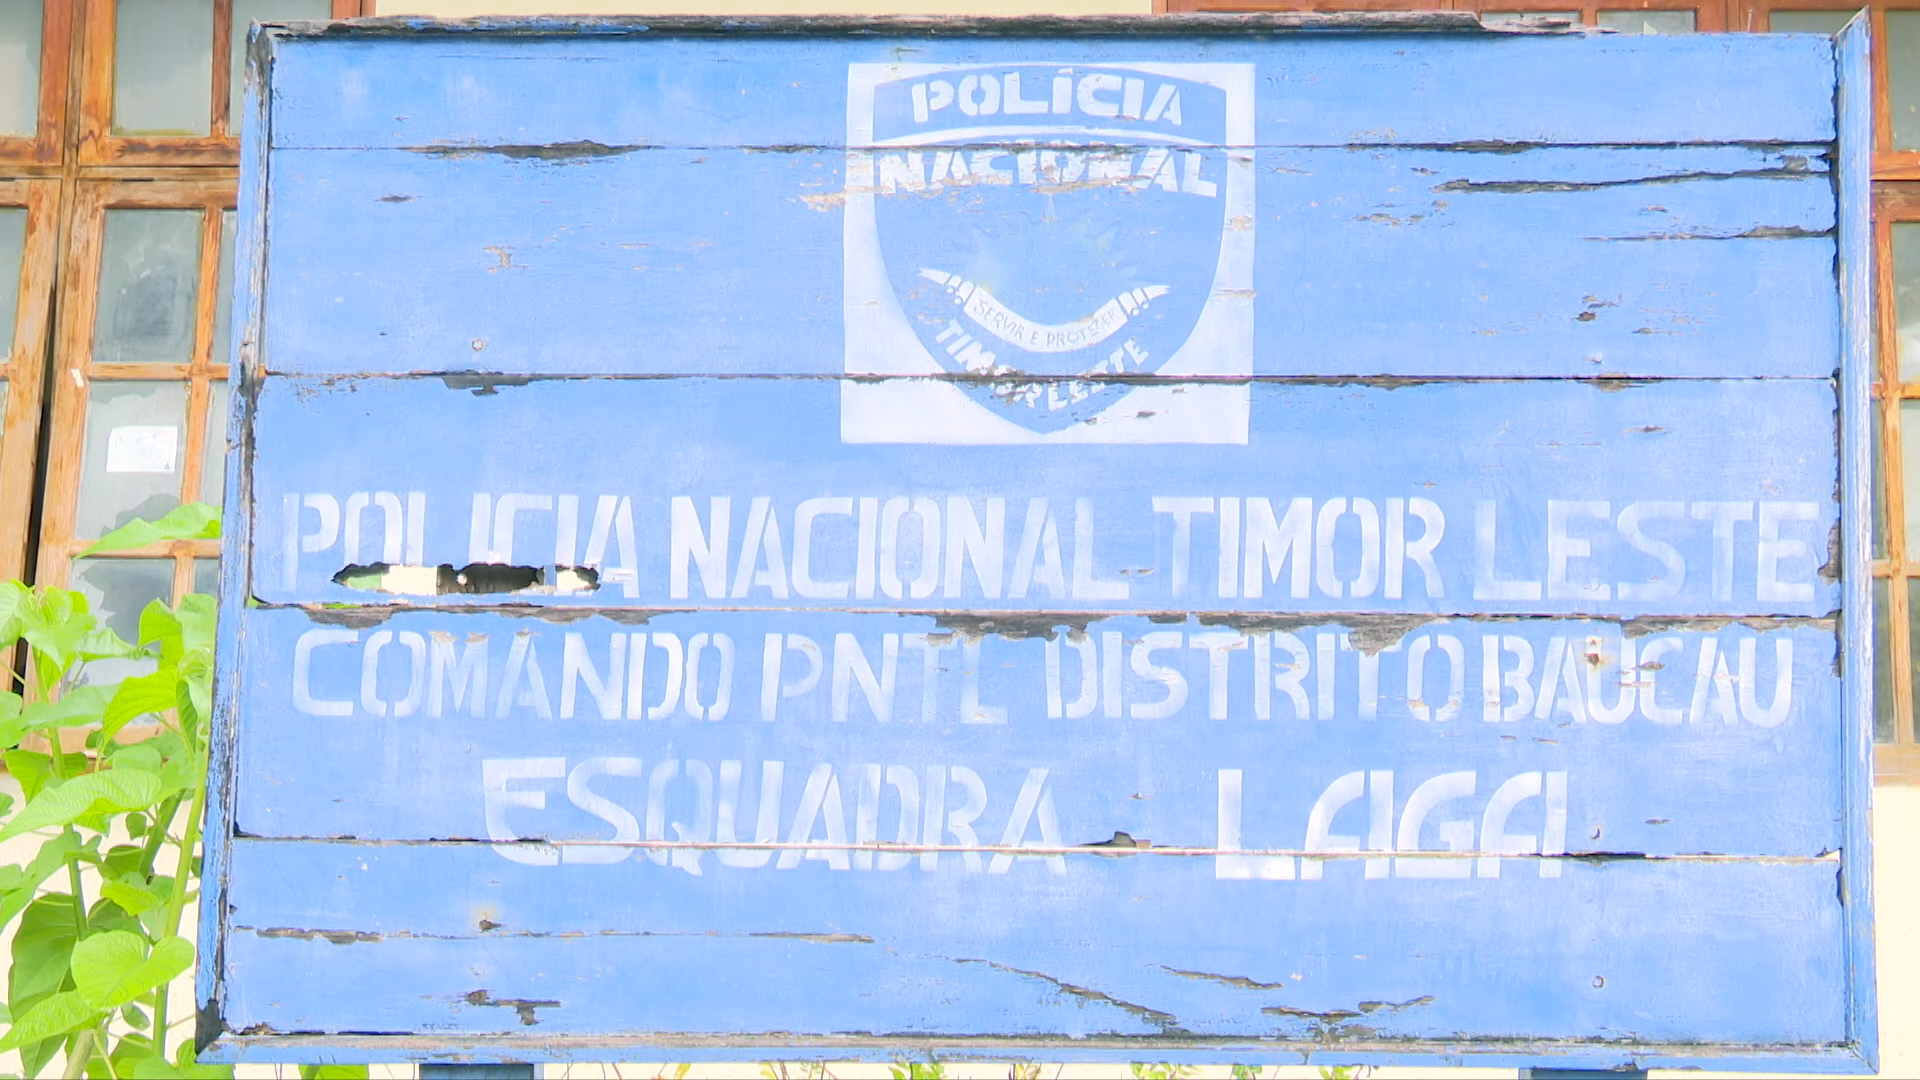 POLÍCIA
NACIONAL
SERVIR E PROTEGER
TIMOR LESTE
POLICIA NACIONAL TIMOR LESTE
COMANDO PNTL DISTRITO BAUCAU
ESQUADRA LAGA